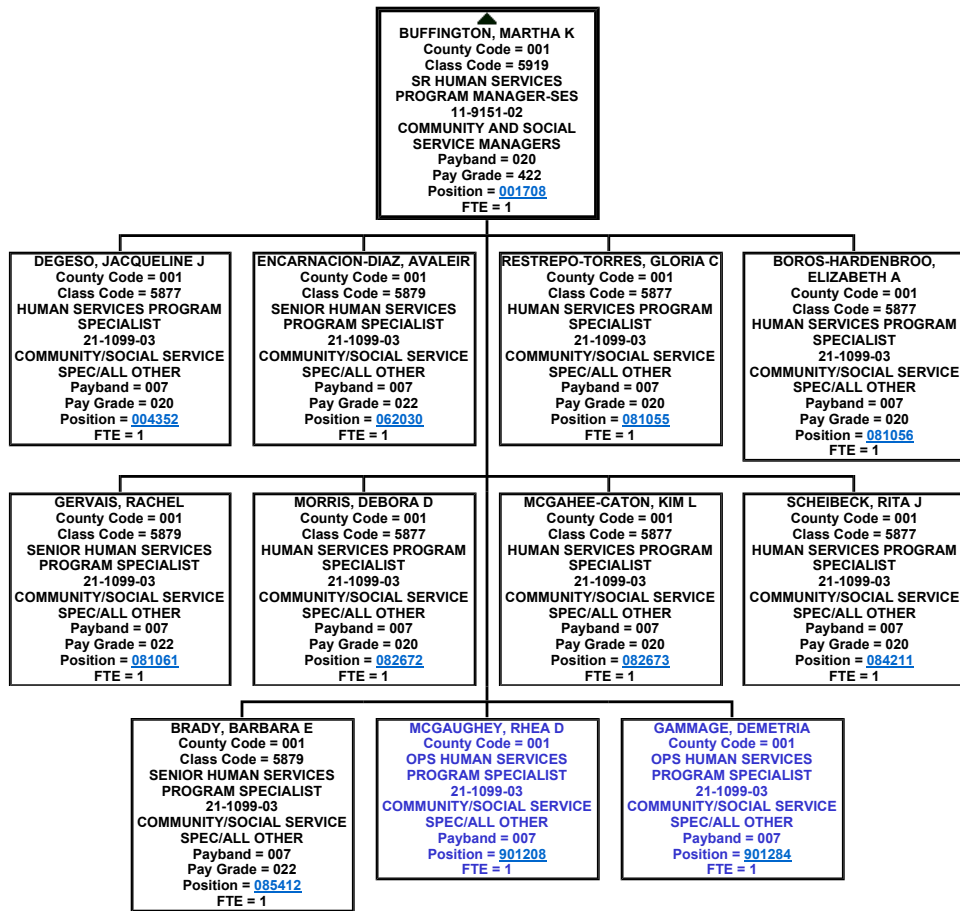 BUFFINGTON, MARTHA K
County Code = 001
Class Code = 5919
SR HUMAN SERVICES
PROGRAM MANAGER-SES
11-9151-02
COMMUNITY AND SOCIAL
SERVICE MANAGERS
Payband = 020
Pay Grade = 422
Position = 001708
FTE = 1
DEGESO, JACQUELINE J
County Code = 001
Class Code = 5877
HUMAN SERVICES PROGRAM
SPECIALIST
21-1099-03
COMMUNITY/SOCIAL SERVICE
SPEC/ALL OTHER
Payband = 007
Pay Grade = 020
Position = 004352
FTE = 1
ENCARNACION-DIAZ, AVALEIR
County Code = 001
Class Code = 5879
SENIOR HUMAN SERVICES
PROGRAM SPECIALIST
21-1099-03
COMMUNITY/SOCIAL SERVICE
SPEC/ALL OTHER
Payband = 007
Pay Grade = 022
Position = 062030
FTE = 1
RESTREPO-TORRES, GLORIA C
County Code = 001
Class Code = 5877
HUMAN SERVICES PROGRAM
SPECIALIST
21-1099-03
COMMUNITY/SOCIAL SERVICE
SPEC/ALL OTHER
Payband = 007
Pay Grade = 020
Position = 081055
FTE = 1
BOROS-HARDENBROO,
ELIZABETH A
County Code = 001
Class Code = 5877
HUMAN SERVICES PROGRAM
SPECIALIST
21-1099-03
COMMUNITY/SOCIAL SERVICE
SPEC/ALL OTHER
Payband = 007
Pay Grade = 020
Position = 081056
FTE = 1
GERVAIS, RACHEL
County Code = 001
Class Code = 5879
SENIOR HUMAN SERVICES
PROGRAM SPECIALIST
21-1099-03
COMMUNITY/SOCIAL SERVICE
SPEC/ALL OTHER
Payband = 007
Pay Grade = 022
Position = 081061
FTE = 1
MORRIS, DEBORA D
County Code = 001
Class Code = 5877
HUMAN SERVICES PROGRAM
SPECIALIST
21-1099-03
COMMUNITY/SOCIAL SERVICE
SPEC/ALL OTHER
Payband = 007
Pay Grade = 020
Position = 082672
FTE = 1
MCGAHEE-CATON, KIM L
County Code = 001
Class Code = 5877
HUMAN SERVICES PROGRAM
SPECIALIST
21-1099-03
COMMUNITY/SOCIAL SERVICE
SPEC/ALL OTHER
Payband = 007
Pay Grade = 020
Position = 082673
FTE = 1
SCHEIBECK, RITA J
County Code = 001
Class Code = 5877
HUMAN SERVICES PROGRAM
SPECIALIST
21-1099-03
COMMUNITY/SOCIAL SERVICE
SPEC/ALL OTHER
Payband = 007
Pay Grade = 020
Position = 084211
FTE = 1
BRADY, BARBARA E
County Code = 001
Class Code = 5879
SENIOR HUMAN SERVICES
PROGRAM SPECIALIST
21-1099-03
COMMUNITY/SOCIAL SERVICE
SPEC/ALL OTHER
Payband = 007
Pay Grade = 022
Position = 085412
FTE = 1
MCGAUGHEY, RHEA D
County Code = 001
OPS HUMAN SERVICES
PROGRAM SPECIALIST
21-1099-03
COMMUNITY/SOCIAL SERVICE
SPEC/ALL OTHER
Payband = 007
Position = 901208
FTE = 1
GAMMAGE, DEMETRIA
County Code = 001
OPS HUMAN SERVICES
PROGRAM SPECIALIST
21-1099-03
COMMUNITY/SOCIAL SERVICE
SPEC/ALL OTHER
Payband = 007
Position = 901284
FTE = 1